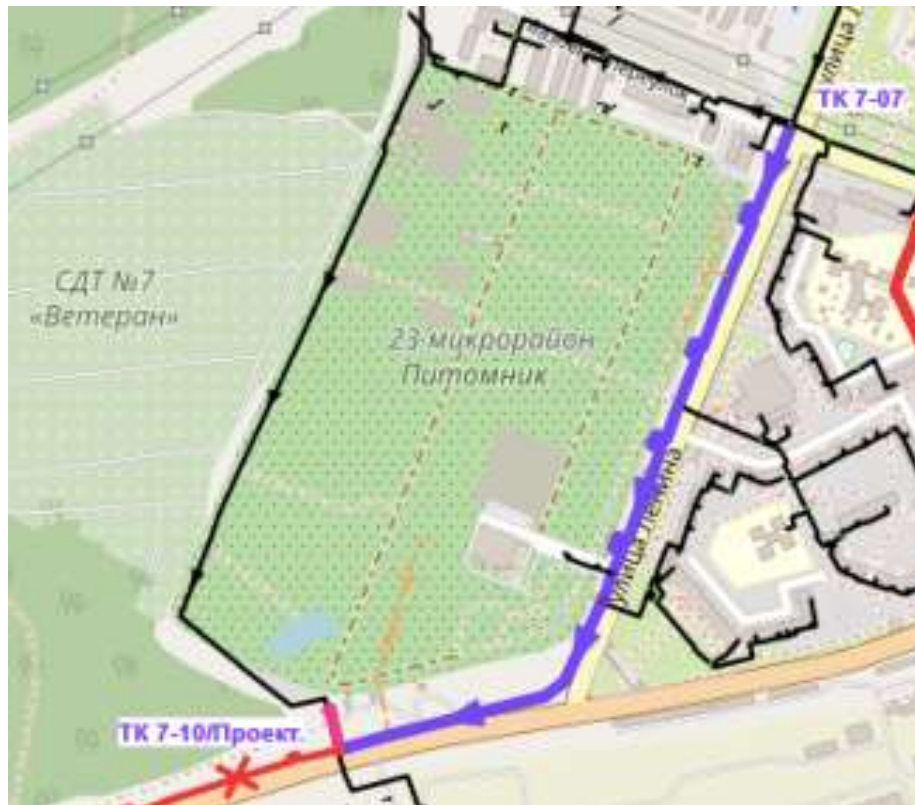 ТК 7-07
СДТ №7
«Ветеран»
23 микрорайон
Питомник
улица Ленина
ТК 7-10/Проект.